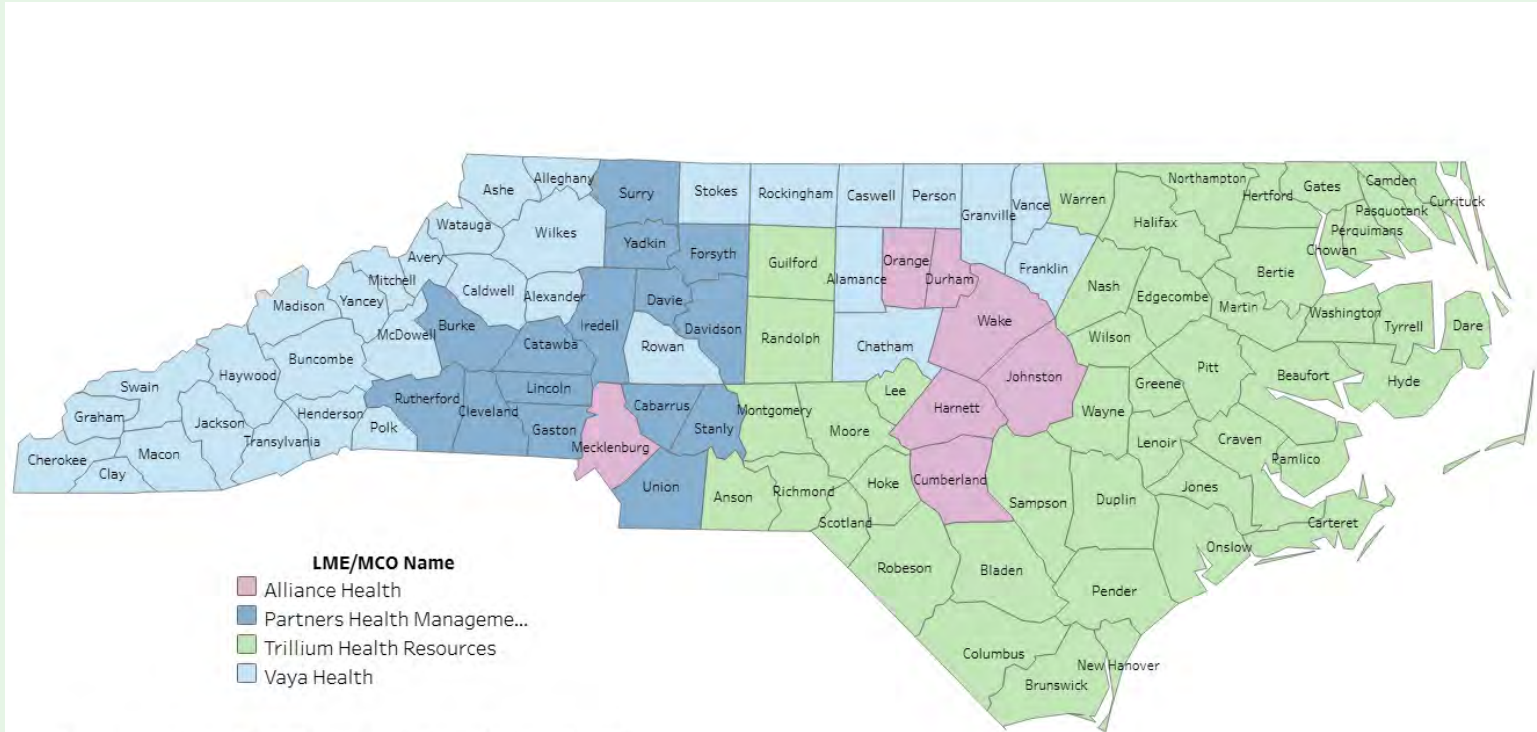 Alleghany
Ashe
Surry
Stokes
Rockingham
Caswell
Person
Granville
Vance
Warren
Northampton
Hertford
Gates
Camden
Currituck
Pasquotank
Perquimans
Chowan
Halifax
Watauga
Wilkes
Yadkin
Forsyth
Guilford
Alamance
Orange
Durham
Franklin
Nash
Edgecombe
Bertie
Martin
Washington
Tyrrell
Dare
Avery
Mitchell
Caldwell
Alexander
Iredell
Davie
Davidson
Madison
Yancey
McDowell
Burke
Catawba
Rowan
Randolph
Chatham
Wake
Wilson
Buncombe
Haywood
Swain
Rutherford
Cleveland
Lincoln
Cabarrus
Lee
Johnston
Harnett
Greene
Pitt
Beaufort
Hyde
Wayne
Graham
Jackson
Henderson
Polk
Gaston
Stanly
Montgomery
Moore
Transylvania
Mecklenburg
Lenoir
Craven
Pamlico
Cherokee
Clay
Macon
Union
Anson
Richmond
Hoke
Cumberland
Scotland
Sampson
Duplin
Jones
Carteret
Onslow
Robeson
Bladen
Pender
Columbus
New Hanover
Brunswick
LME/MCO Name
Alliance Health
Partners Health Manageme...
Trillium Health Resources
Vaya Health